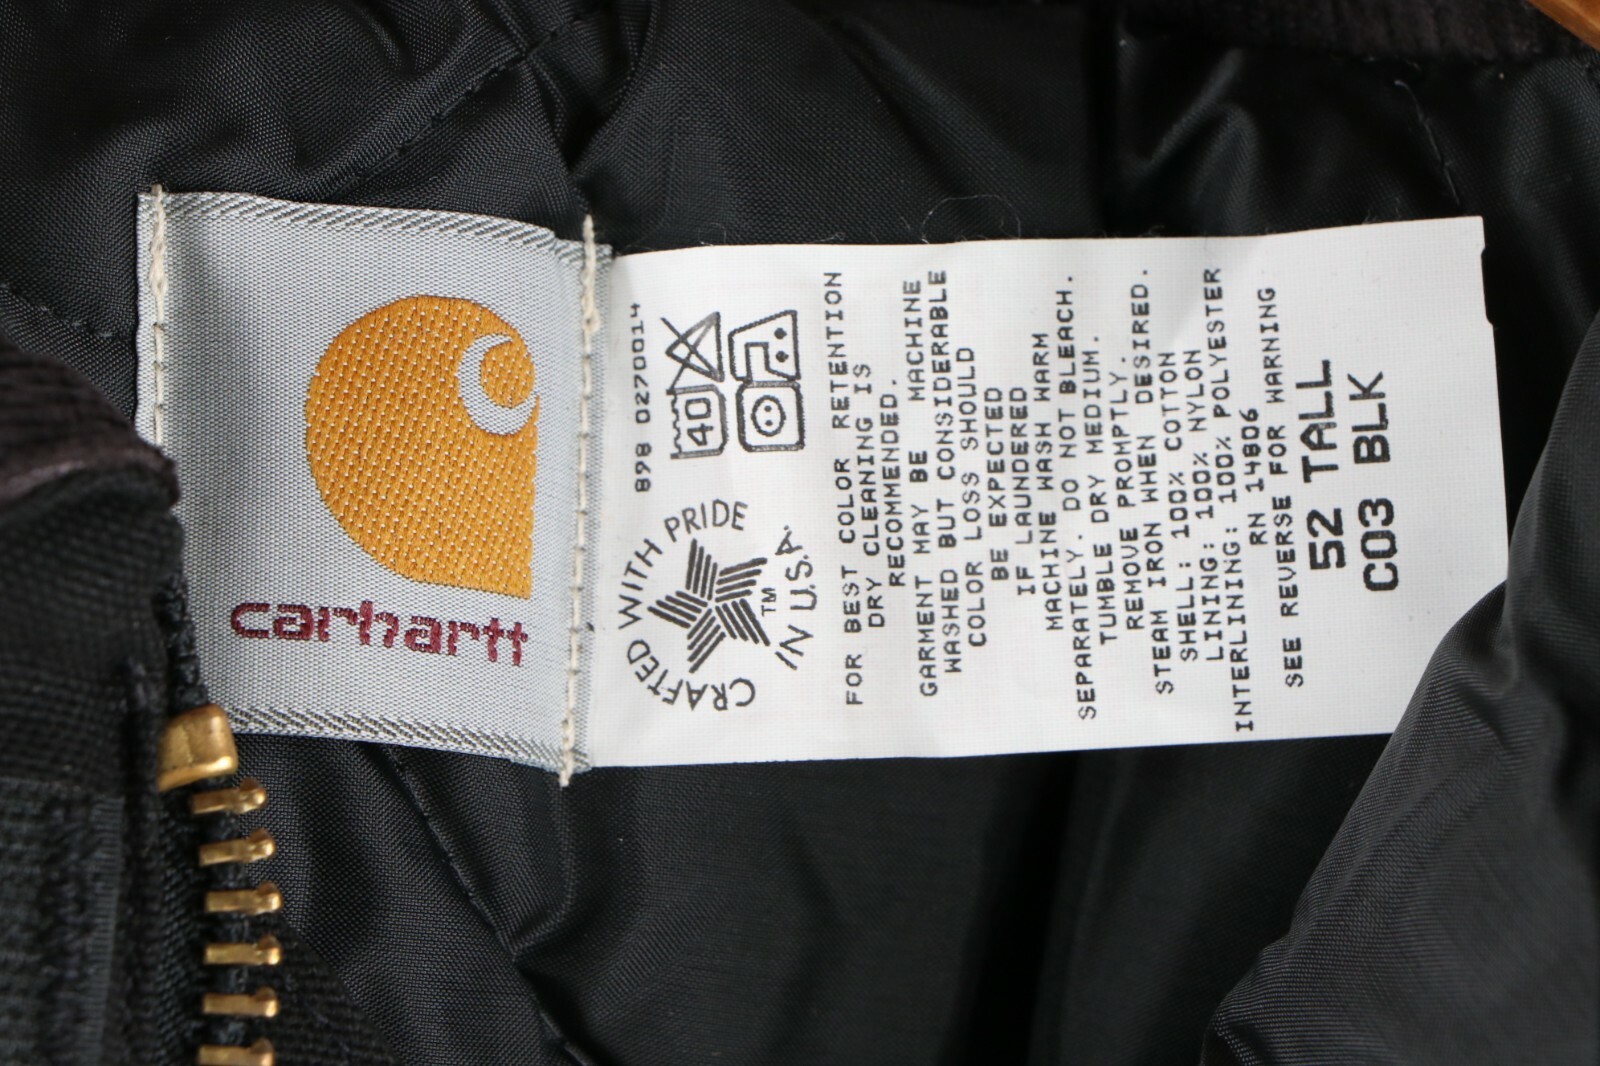 carhartt
898 0270014
40
CRAFTED WITH PRIDE
IN U.S.A.
TM
FOR BEST COLOR RETENTION
DRY CLEANING IS
RECOMMENDED.
GARMENT MAY BE MACHINE
WASHED BUT CONSIDERABLE
COLOR LOSS SHOULD
BE EXPECTED
IF LAUNDERED
MACHINE WASH WARM
SEPARATELY. DO NOT BLEACH.
TUMBLE DRY MEDIUM.
REMOVE PROMPTLY.
STEAM IRON WHEN DESIRED.
SHELL: 100% COTTON
LINING: 100% NYLON
INTERLINING: 100% POLYESTER
RN 14806
SEE REVERSE FOR WARNING
52 TALL
C03 BLK